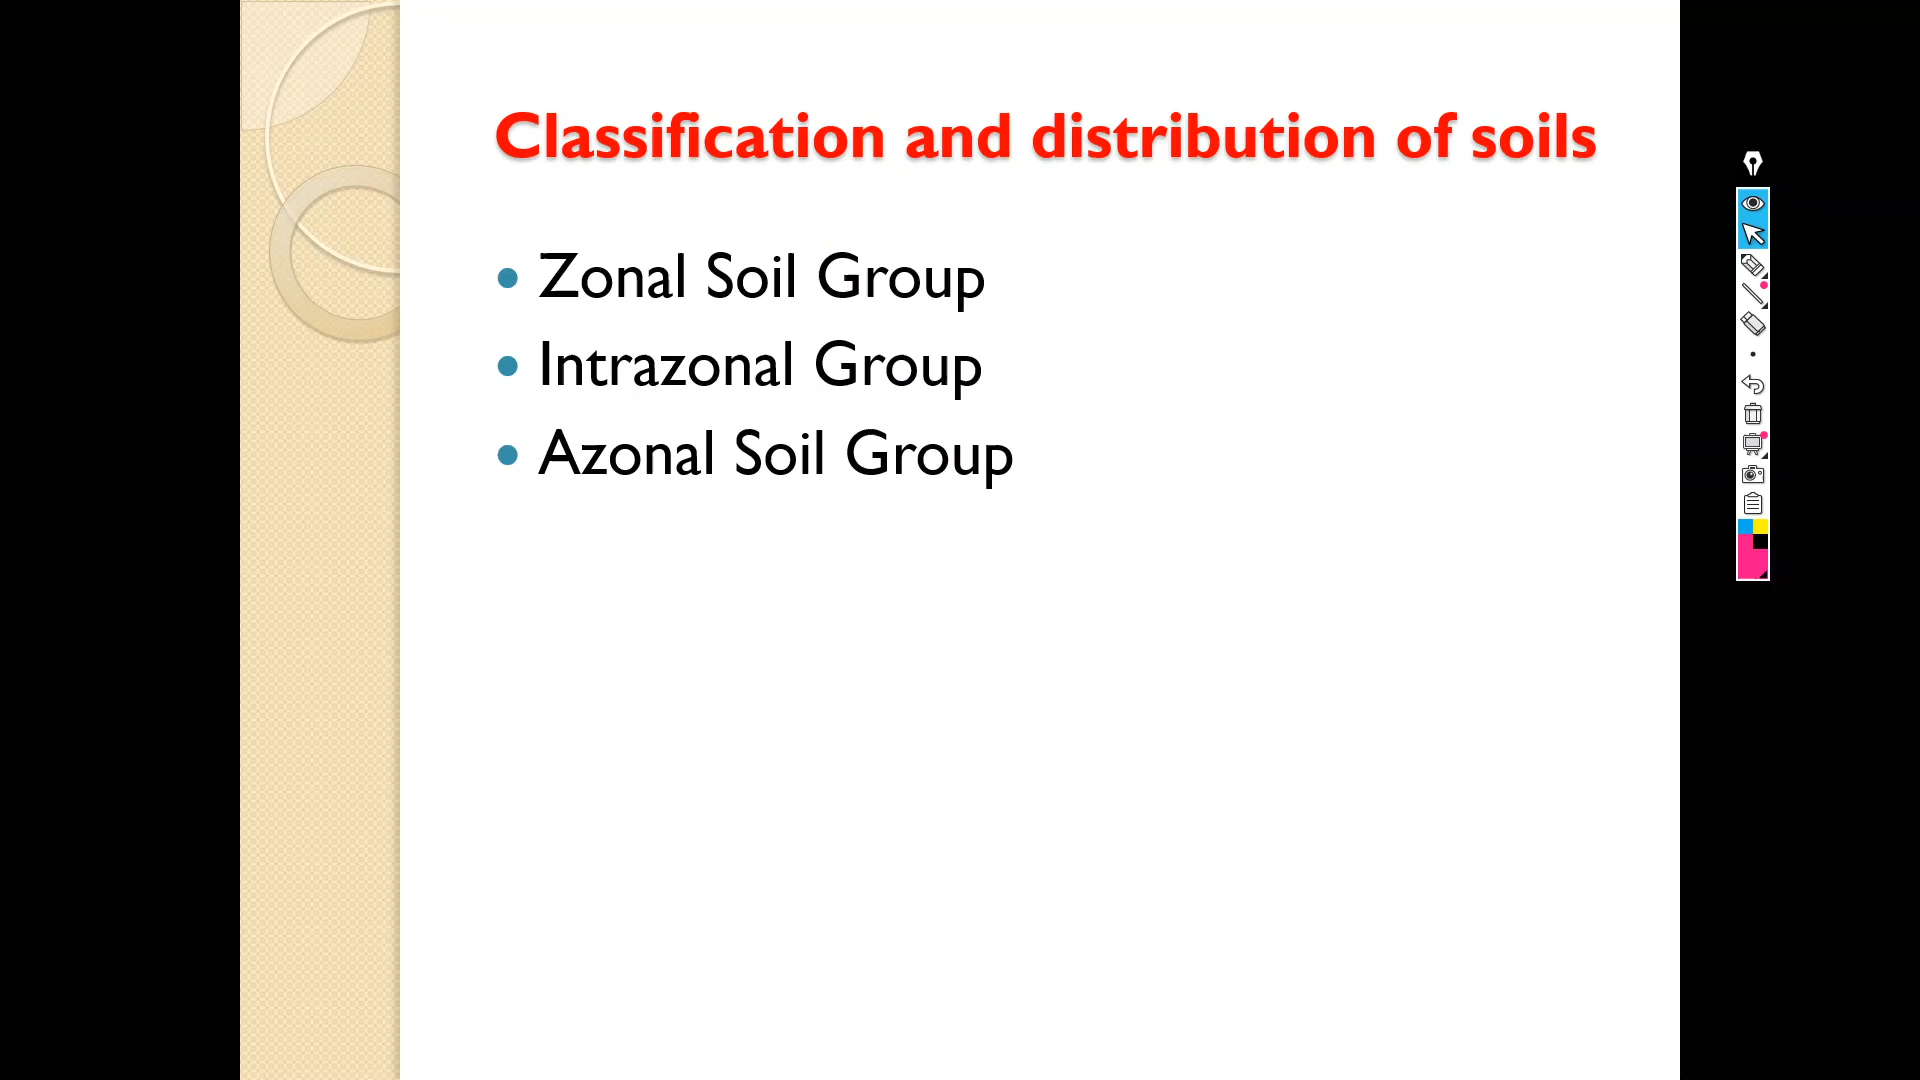 Classification and distribution of soils
• Zonal Soil Group
• Intrazonal Group
• Azonal Soil Group